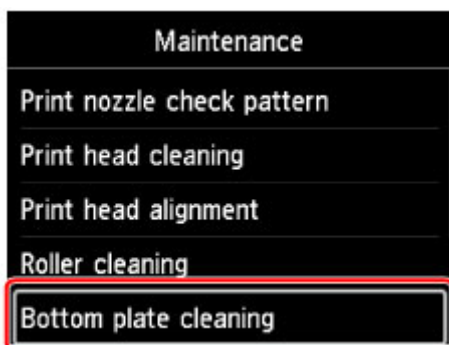 Maintenance
Print nozzle check pattern
Print head cleaning
Print head alignment
Roller cleaning
Bottom plate cleaning